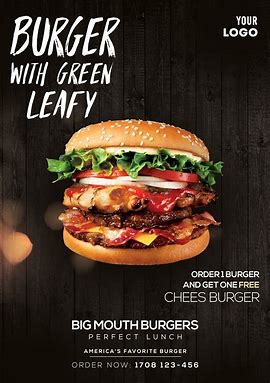 BURGER
WITH GREEN
LEAFY
YOUR
LOGO
ORDER 1 BURGER
AND GET ONE FREE
CHEES BURGER
BIG MOUTH BURGERS
PERFECT LUNCH
AMERICA'S FAVORITE BURGER
ORDER NOW: 1708 123-456